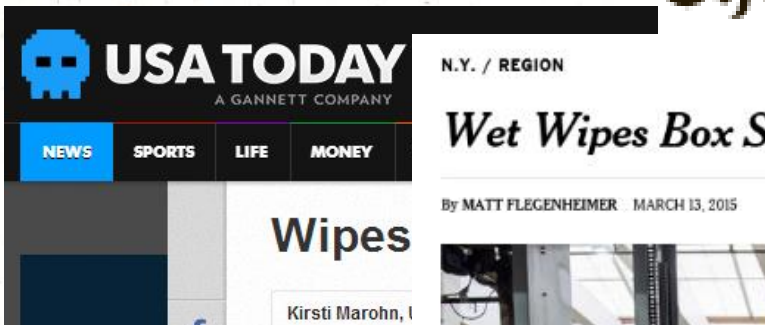 USA TODAY
A GANNETT COMPANY
NEWS SPORTS LIFE MONEY
Wipes
Kirsti Marohn,
N.Y. / REGION
Wet Wipes Box S
By MATT FLEGENHEIMER MARCH 13, 2015